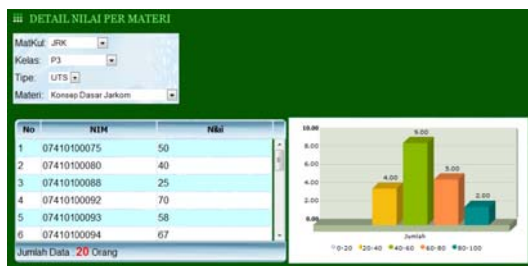 DETAIL NILAI PER MATERI
MatKul: JRK
Kelas: P3
Tipe: UTS
Materi: Konsep Dasar Jarkom
No NIM Nilai
1 07410100075 50
2 07410100080 40
3 07410100088 25
4 07410100092 70
5 07410100093 58
6 07410100094 67
Jumlah Data : 20 Orang
10.00
8.00
6.00
4.00
2.00
0.00
4.00
9.00
5.00
2.00
Jumlah
0-20 20-40 40-60 60-80 80-100